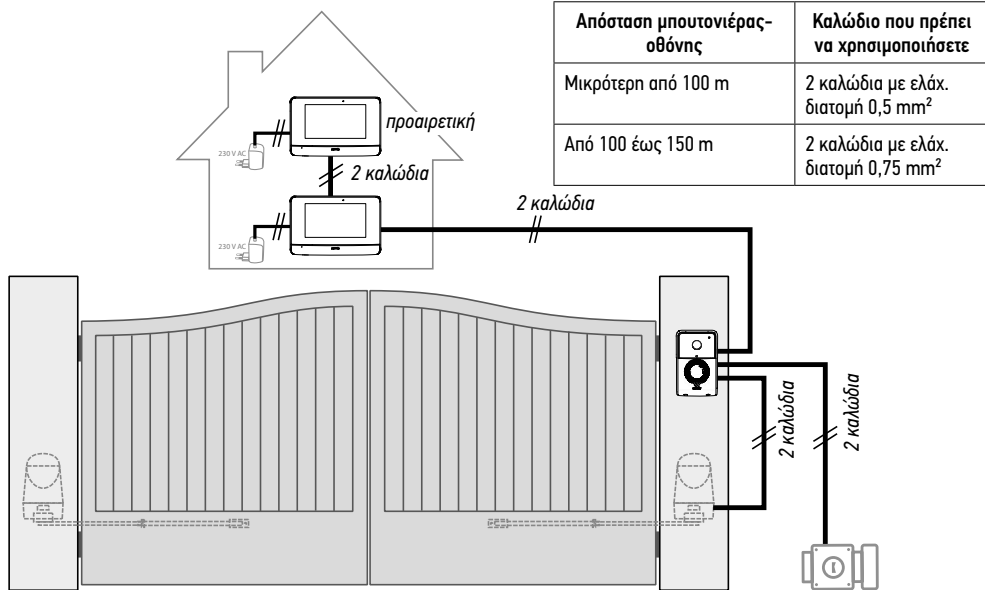 Απόσταση μπουτονιέρας-
οθόνης
Καλώδιο που πρέπει
να χρησιμοποιήσετε
Μικρότερη από 100 m
2 καλώδια με ελάχ.
διατομή 0,5 mm²
Από 100 έως 150 m
2 καλώδια με ελάχ.
διατομή 0,75 mm²
προαιρετική
230 V AC
2 καλώδια
2 καλώδια
230 V AC
2 καλώδια
2 καλώδια